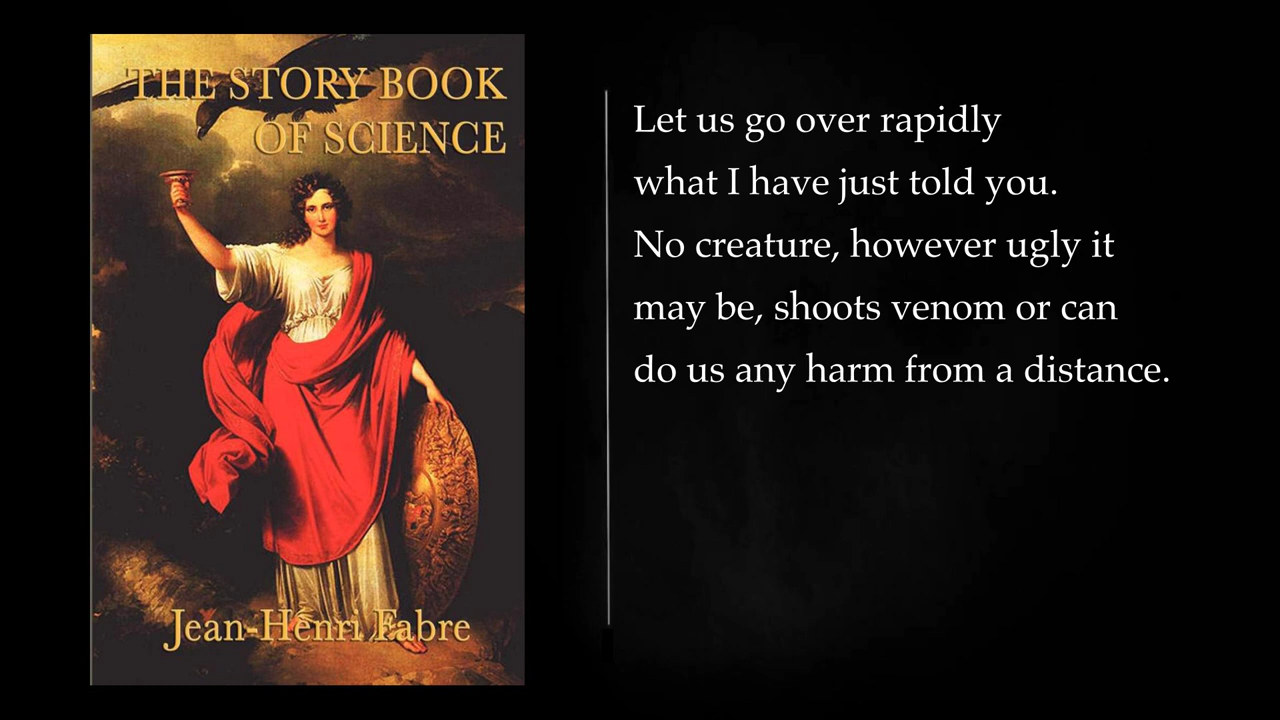 THE STORY BOOK
OF SCIENCE
Jean-Henri Fabre
Let us go over rapidly
what I have just told you.
No creature, however ugly it
may be, shoots venom or can
do us any harm from a distance.